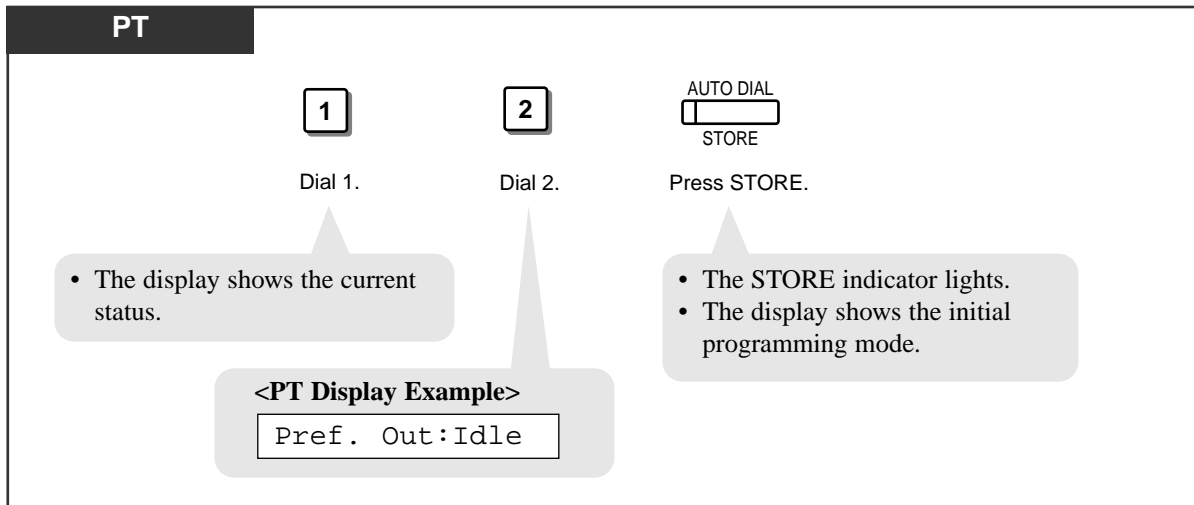 PT
1
2
AUTO DIAL
STORE
Dial 1.
Dial 2.
Press STORE.
• The display shows the current
status.
• The STORE indicator lights.
• The display shows the initial
programming mode.
<PT Display Example>
Pref. Out:Idle